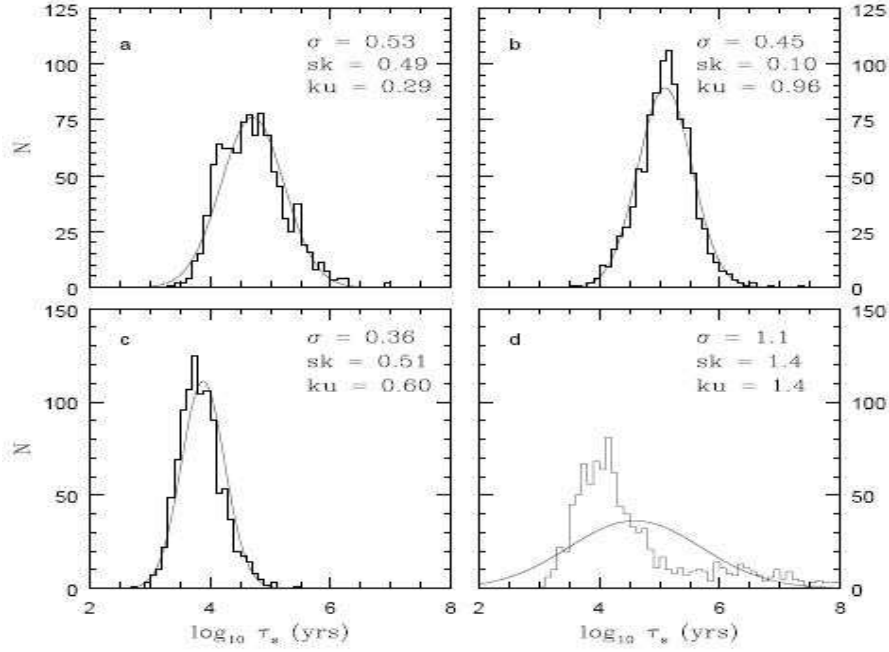 125
100
75
50
25
0
N
a
σ = 0.53
sk = 0.49
ku = 0.29
b
σ = 0.45
sk = 0.10
ku = 0.96
125
100
75
50
25
0
150
100
50
0
N
c
σ = 0.36
sk = 0.51
ku = 0.60
d
σ = 1.1
sk = 1.4
ku = 1.4
150
100
50
0
2 4 6 8
2 4 6 8
log₁₀ τₛ (yrs)
log₁₀ τₛ (yrs)